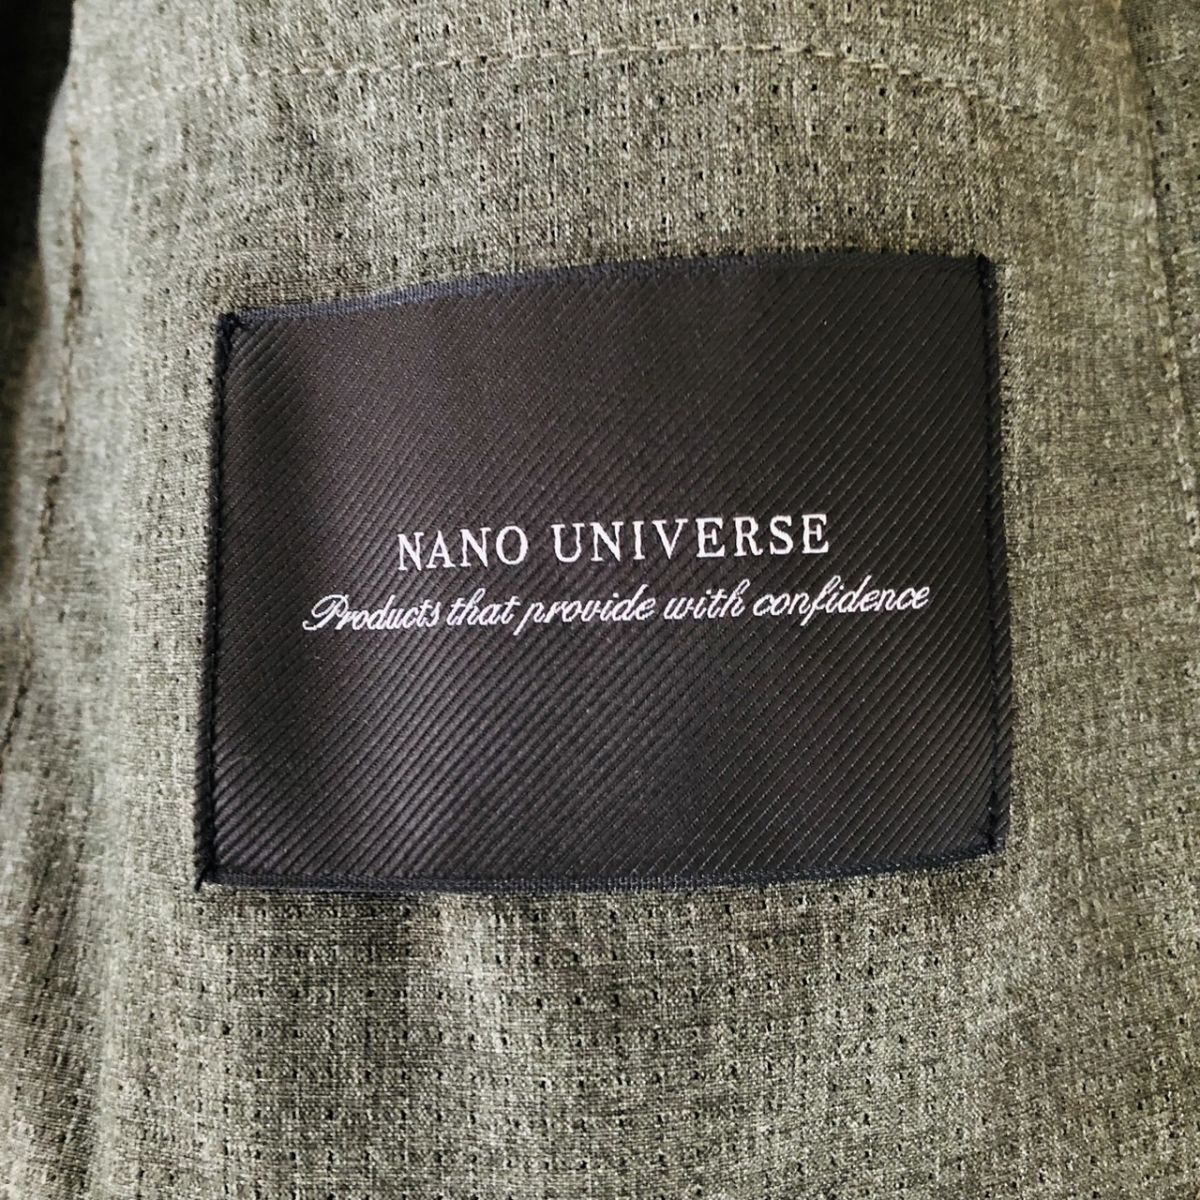 NANO UNIVERSE
Products that provide with confidence